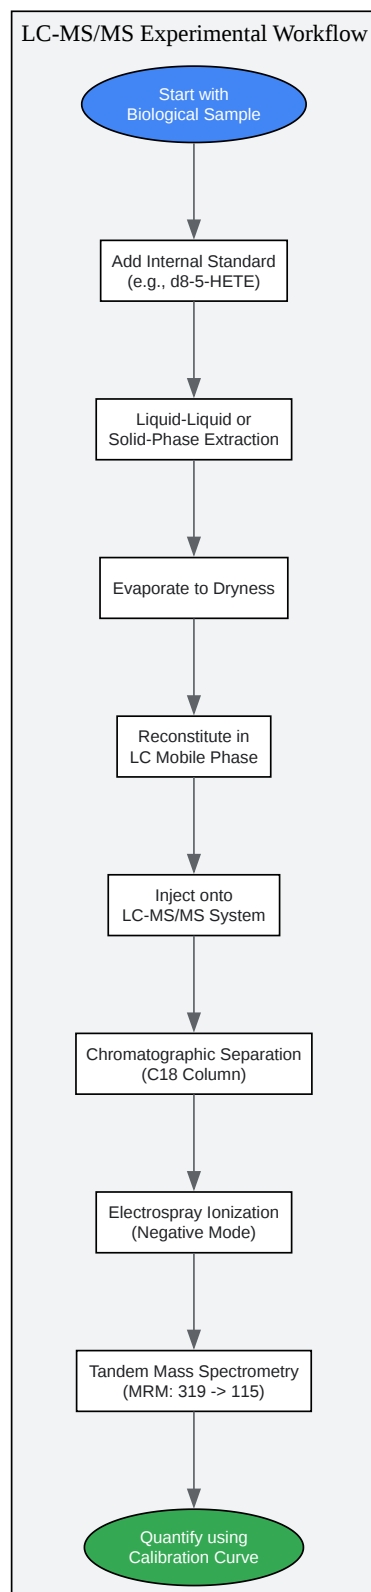 LC-MS/MS Experimental Workflow
Start with
Biological Sample
Add Internal Standard
(e.g., d8-5-HETE)
Liquid-Liquid or
Solid-Phase Extraction
Evaporate to Dryness
Reconstitute in
LC Mobile Phase
Inject onto
LC-MS/MS System
Chromatographic Separation
(C18 Column)
Electrospray Ionization
(Negative Mode)
Tandem Mass Spectrometry
(MRM: 319 -> 115)
Quantify using
Calibration Curve